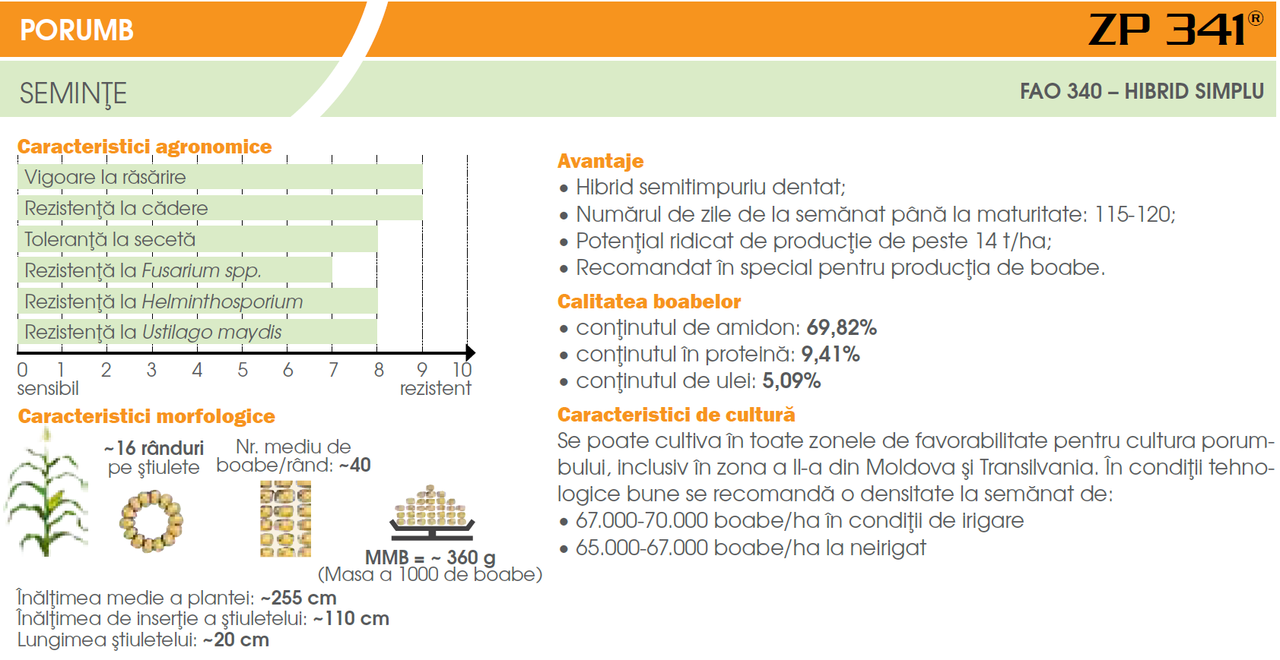 PORUMB
ZP 341®
SEMINŢE
FAO 340 – HIBRID SIMPLU
Caracteristici agronomice
Vigoare la răsărire
Rezistenţă la cădere
Toleranţă la secetă
Rezistenţă la Fusarium spp.
Rezistenţă la Helminthosporium
Rezistenţă la Ustilago maydis
0 1 2 3 4 5 6 7 8 9 10
sensibil rezistent
Caracteristici morfologice
~16 rânduri
pe ştiulete
Nr. mediu de
boabe/rând: ~40
MMB = ~ 360 g
(Masa a 1000 de boabe)
Înălţimea medie a plantei: ~255 cm
Înălţimea de inserţie a ştiuletelui: ~110 cm
Lungimea ştiuletelui: ~20 cm
Avantaje
• Hibrid semitimpuriu dentat;
• Numărul de zile de la semănat până la maturitate: 115-120;
• Potenţial ridicat de producţie de peste 14 t/ha;
• Recomandat în special pentru producţia de boabe.
Calitatea boabelor
• conţinutul de amidon: 69,82%
• conţinutul în proteină: 9,41%
• conţinutul de ulei: 5,09%
Caracteristici de cultură
Se poate cultiva în toate zonele de favorabilitate pentru cultura porum-
bului, inclusiv în zona a II-a din Moldova şi Transilvania. În condiţii tehno-
logice bune se recomandă o densitate la semănat de:
• 67.000-70.000 boabe/ha în condiţii de irigare
• 65.000-67.000 boabe/ha la neirigat